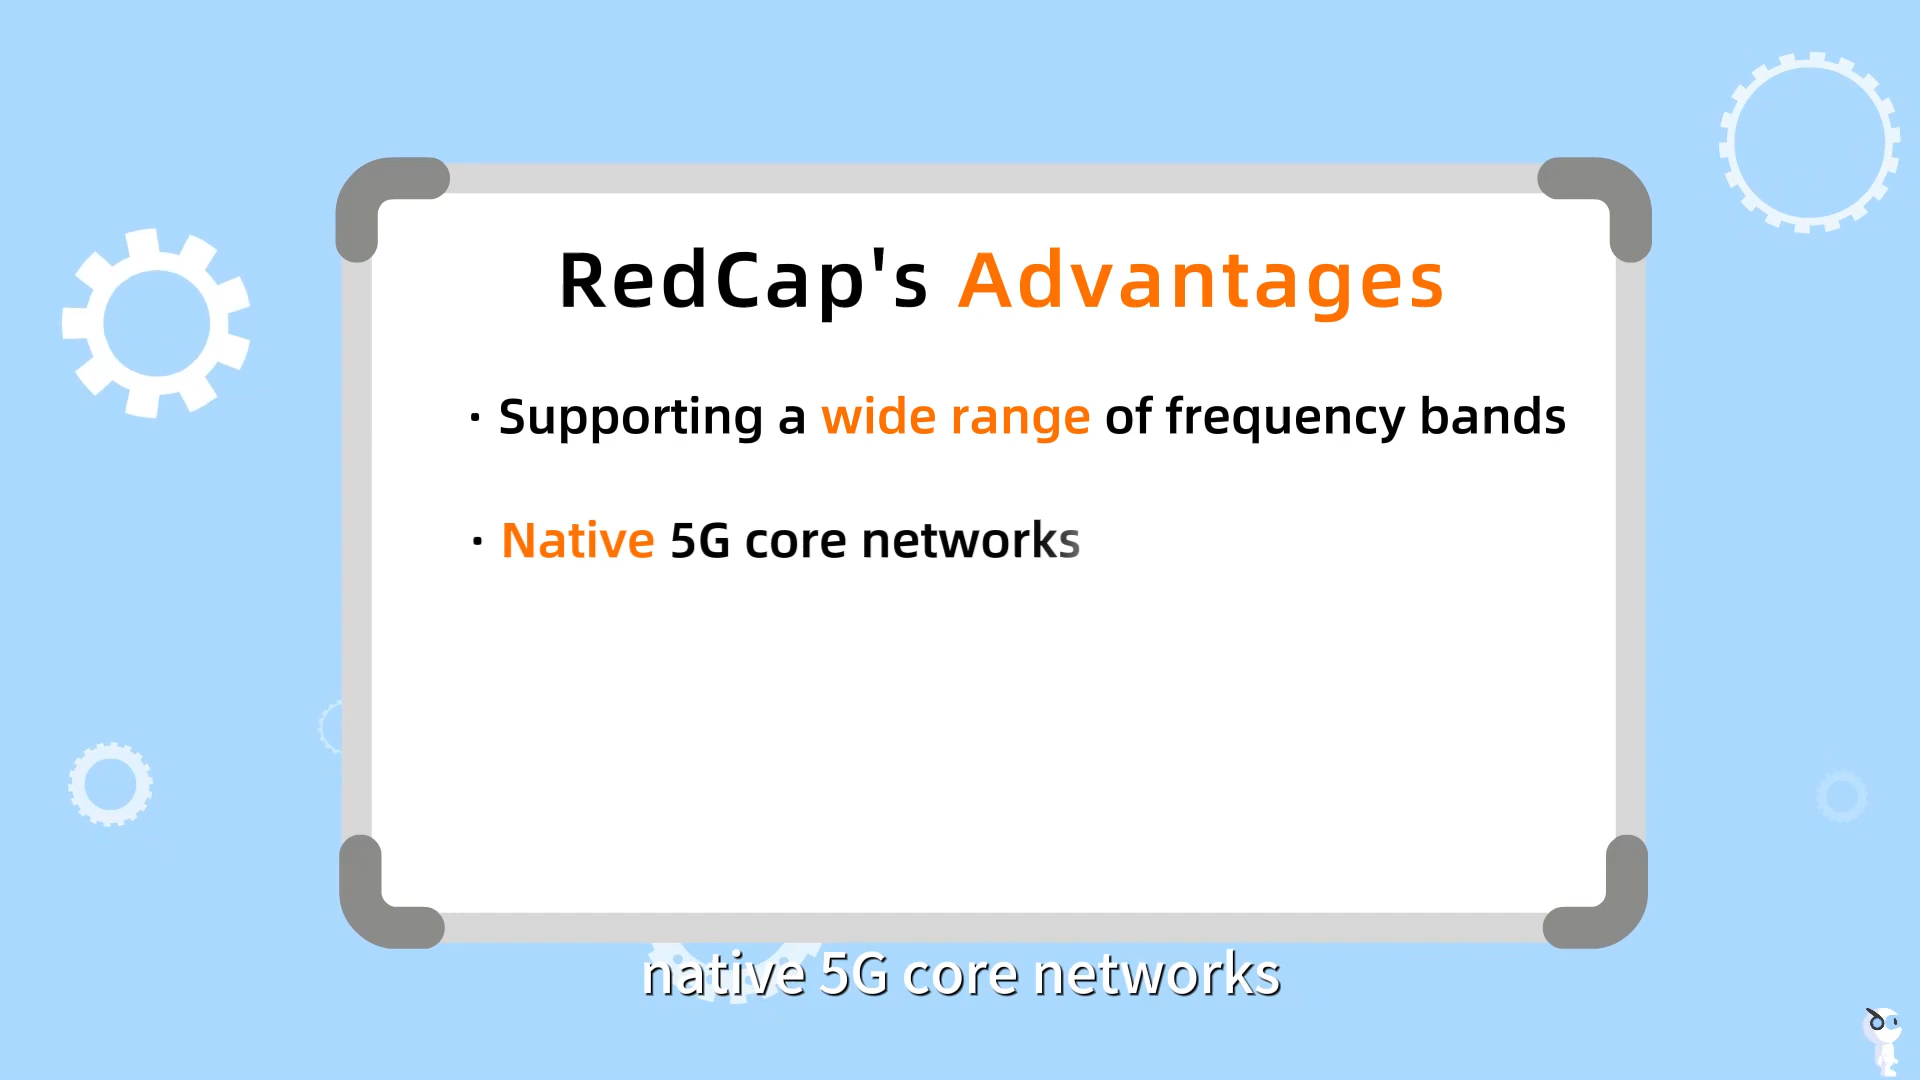 RedCap's Advantages
· Supporting a wide range of frequency bands
· Native 5G core networks
native 5G core networks